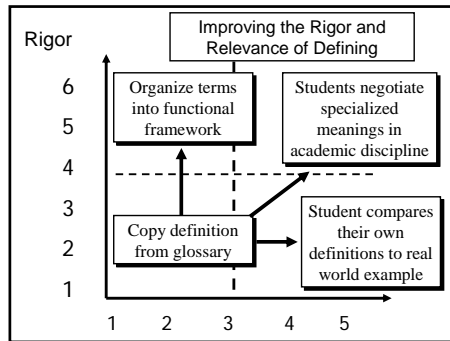 Improving the Rigor and
Relevance of Defining
Rigor
6
5
4
3
2
1
Organize terms
into functional
framework
Students negotiate
specialized
meanings in
academic discipline
Copy definition
from glossary
Student compares
their own
definitions to real
world example
1 2 3 4 5